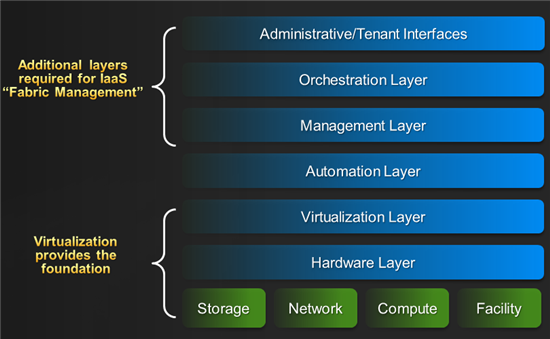 Administrative/Tenant Interfaces
Additional layers
required for IaaS
“Fabric Management”
Orchestration Layer
Management Layer
Automation Layer
Virtualization Layer
Virtualization
provides the
foundation
Hardware Layer
Storage
Network
Compute
Facility